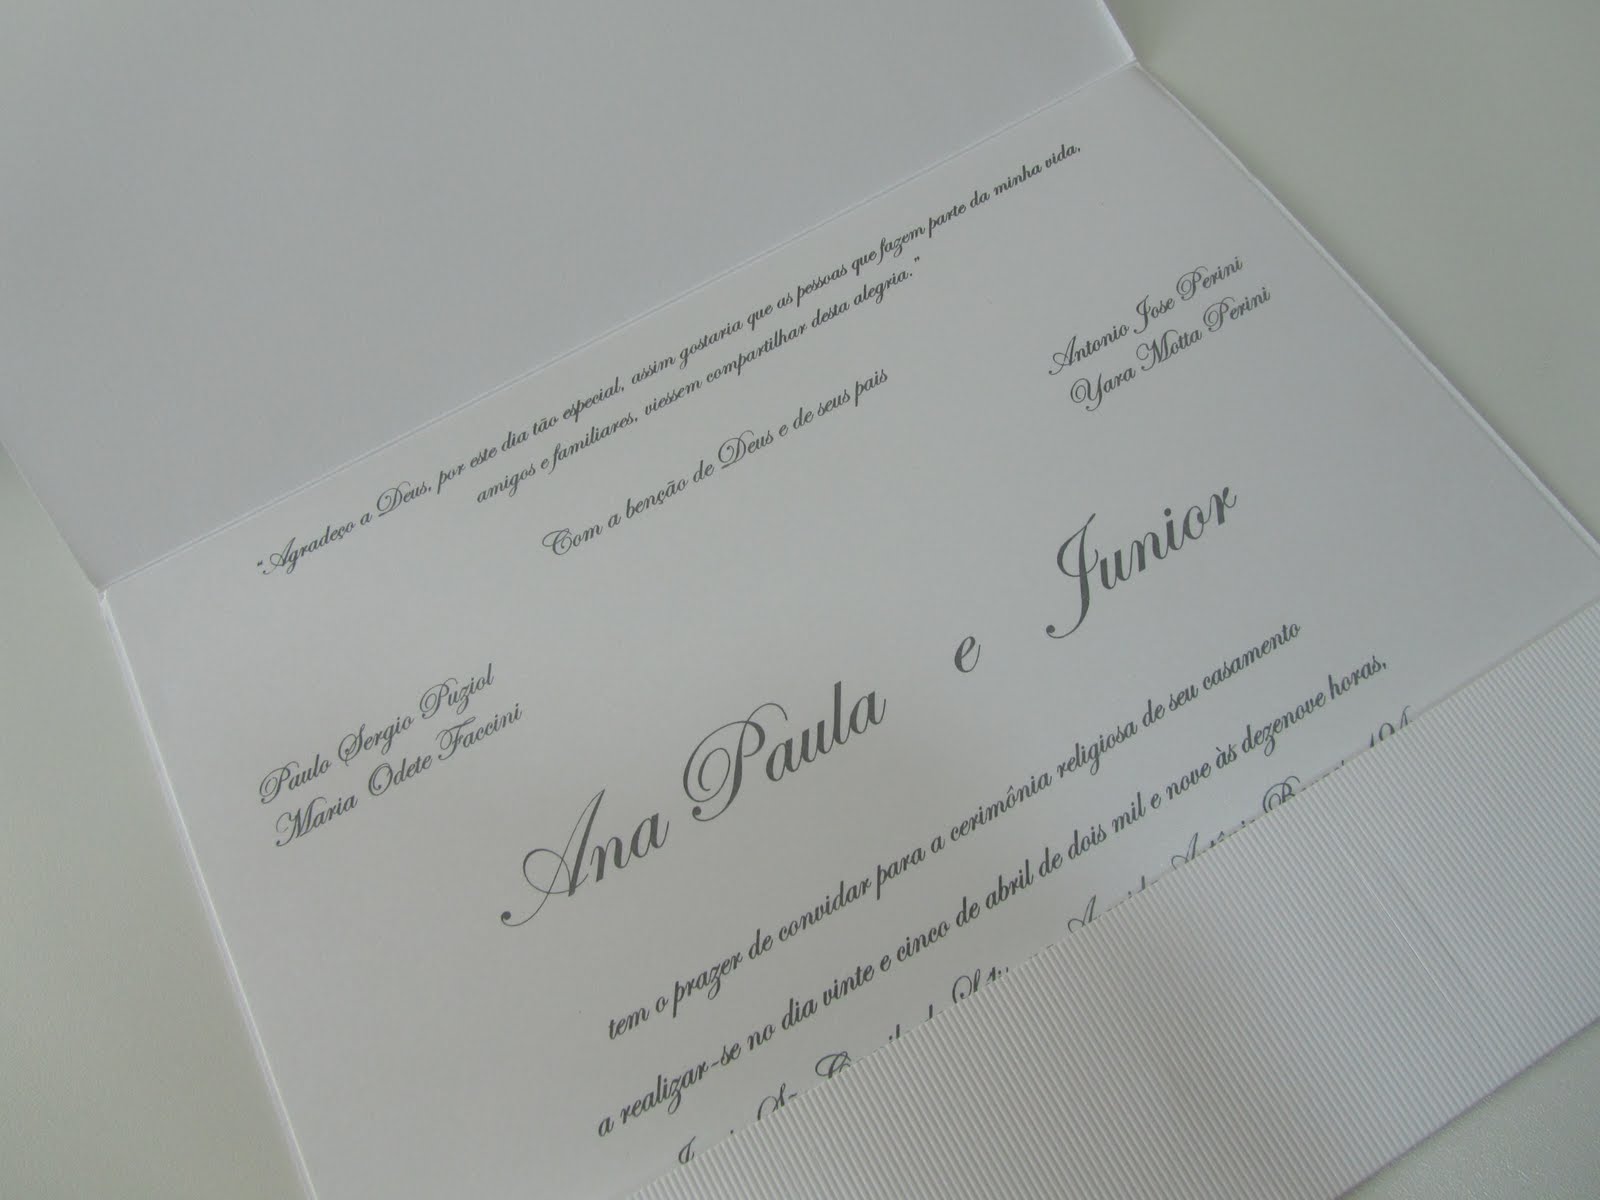 "Agradeço a Deus, por este dia tão especial, assim gostaria que as pessoas que fazem parte da minha vida,
amigos e familiares, viessem compartilhar desta alegria."
Com a benção de Deus e de seus pais
Paulo Sergio Puziol
Maria Odete Faccini
Antonio Jose Perini
Yara Motta Perini
Ana Paula e Junior
tem o prazer de convidar para a cerimônia religiosa de seu casamento
a realizar-se no dia vinte e cinco de abril de dois mil e nove às dezenove horas,